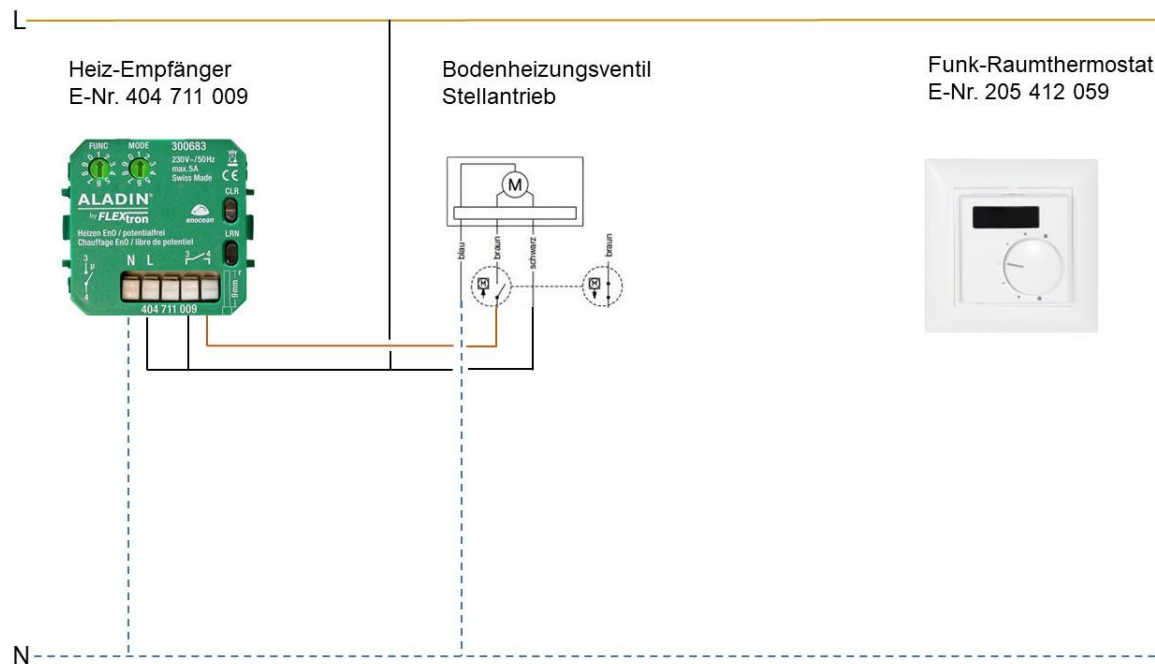 L
Heiz-Empfänger
E-Nr. 404 711 009
Bodenheizungsventil
Stellantrieb
Funk-Raumthermostat
E-Nr. 205 412 059
FUNC MODE 300683
230V~/50Hz
max.5A
Swiss Made
CE
CLR
ALADIN®
by FLEXtron
enocean
Heizen EnO / potentialfrei
Chauffage EnO / libre de potentiel
LRN
N L 3 4
3
µ
4
9mm
r
404 711 009
M
blau
braun
schwarz
braun
M
M
N